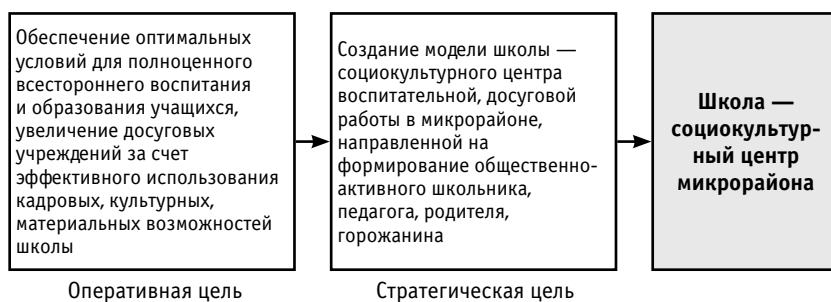 Обеспечение оптимальных
условий для полноценного
всестороннего воспитания
и образования учащихся,
увеличение досуговых
учреждений за счет
эффективного использования
кадровых, культурных,
материальных возможностей
школы
Оперативная цель
Создание модели школы —
социокультурного центра
воспитательной, досуговой
работы в микрорайоне,
направленной на
формирование общественно-
активного школьника,
педагога, родителя,
горожанина
Стратегическая цель
Школа —
социокультур-
ный центр
микрорайона